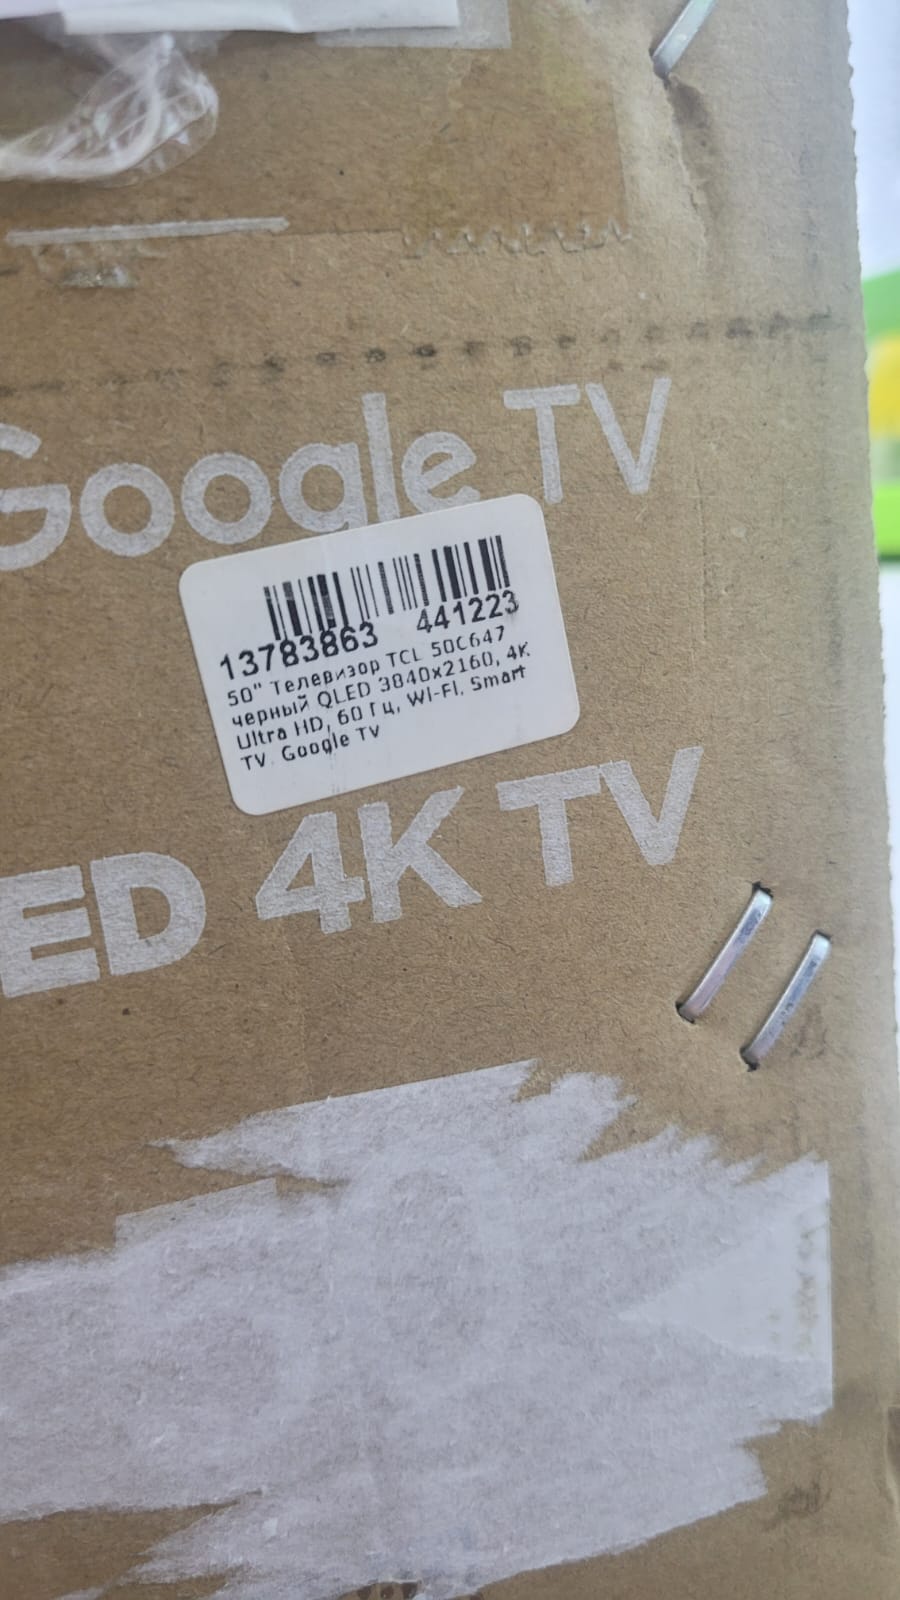 Google TV
13783863 441223
50" Телевизор TCL 50C647
черный QLED 3840x2160, 4K
Ultra HD, 60 Гц, Wi-Fi, Smart
TV, Google TV
ED 4K TV